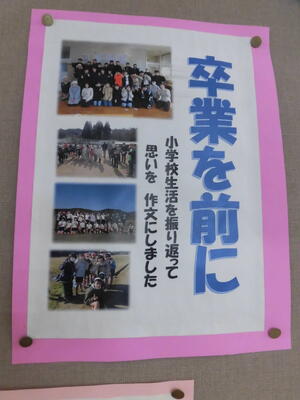 卒業を前に
小学校生活を振り返って
思いを 作文にしました